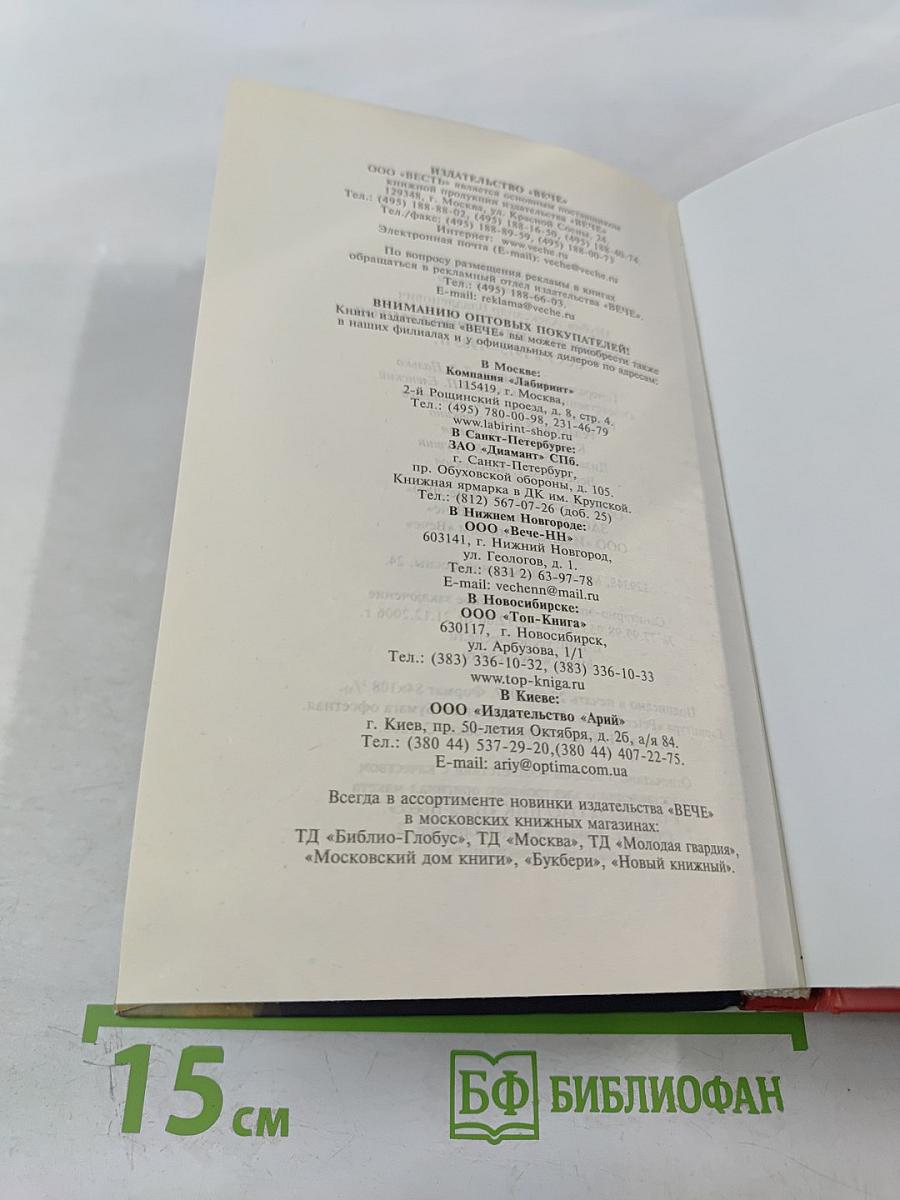 ИЗДАТЕЛЬСТВО «ВЕЧЕ»
ООО «ВЕСТЬ» является основным поставщиком
книжной продукции издательства «ВЕЧЕ»
129348, г. Москва, ул. Красной Сосны, 24.
Тел.: (495) 188-88-02, (495) 188-16-50, (495) 188-40-74.
Тел./факс: (495) 188-89-59, (495) 188-00-73
Интернет: www.veche.ru
Электронная почта (E-mail): veche@veche.ru
По вопросу размещения рекламы в книгах
обращаться в рекламный отдел издательства «ВЕЧЕ».
Тел.: (495) 188-66-03.
E-mail: reklama@veche.ru
ВНИМАНИЮ ОПТОВЫХ ПОКУПАТЕЛЕЙ!
Книги издательства «ВЕЧЕ» вы можете приобрести также
в наших филиалах и у официальных дилеров по адресам:
В Москве:
Компания «Лабиринт»
115419, г. Москва,
2-й Рощинский проезд, д. 8, стр. 4.
Тел.: (495) 780-00-98, 231-46-79
www.labirint-shop.ru
В Санкт-Петербурге:
ЗАО «Диамант» СПб.
г. Санкт-Петербург,
пр. Обуховской обороны, д. 105.
Книжная ярмарка в ДК им. Крупской.
Тел.: (812) 567-07-26 (доб. 25)
В Нижнем Новгороде:
ООО «Вече-НН»
603141, г. Нижний Новгород,
ул. Геологов, д. 1.
Тел.: (831 2) 63-97-78
E-mail: vechenn@mail.ru
В Новосибирске:
ООО «Топ-Книга»
630117, г. Новосибирск,
ул. Арбузова, 1/1
Тел.: (383) 336-10-32, (383) 336-10-33
www.top-kniga.ru
В Киеве:
ООО «Издательство «Арий»
г. Киев, пр. 50-летия Октября, д. 2б, а/я 84.
Тел.: (380 44) 537-29-20,(380 44) 407-22-75.
E-mail: ariy@optima.com.ua
Всегда в ассортименте новинки издательства «ВЕЧЕ»
в московских книжных магазинах:
ТД «Библио-Глобус», ТД «Москва», ТД «Молодая гвардия»,
«Московский дом книги», «Букбери», «Новый книжный».
15 см
БФ БИБЛИОФАН